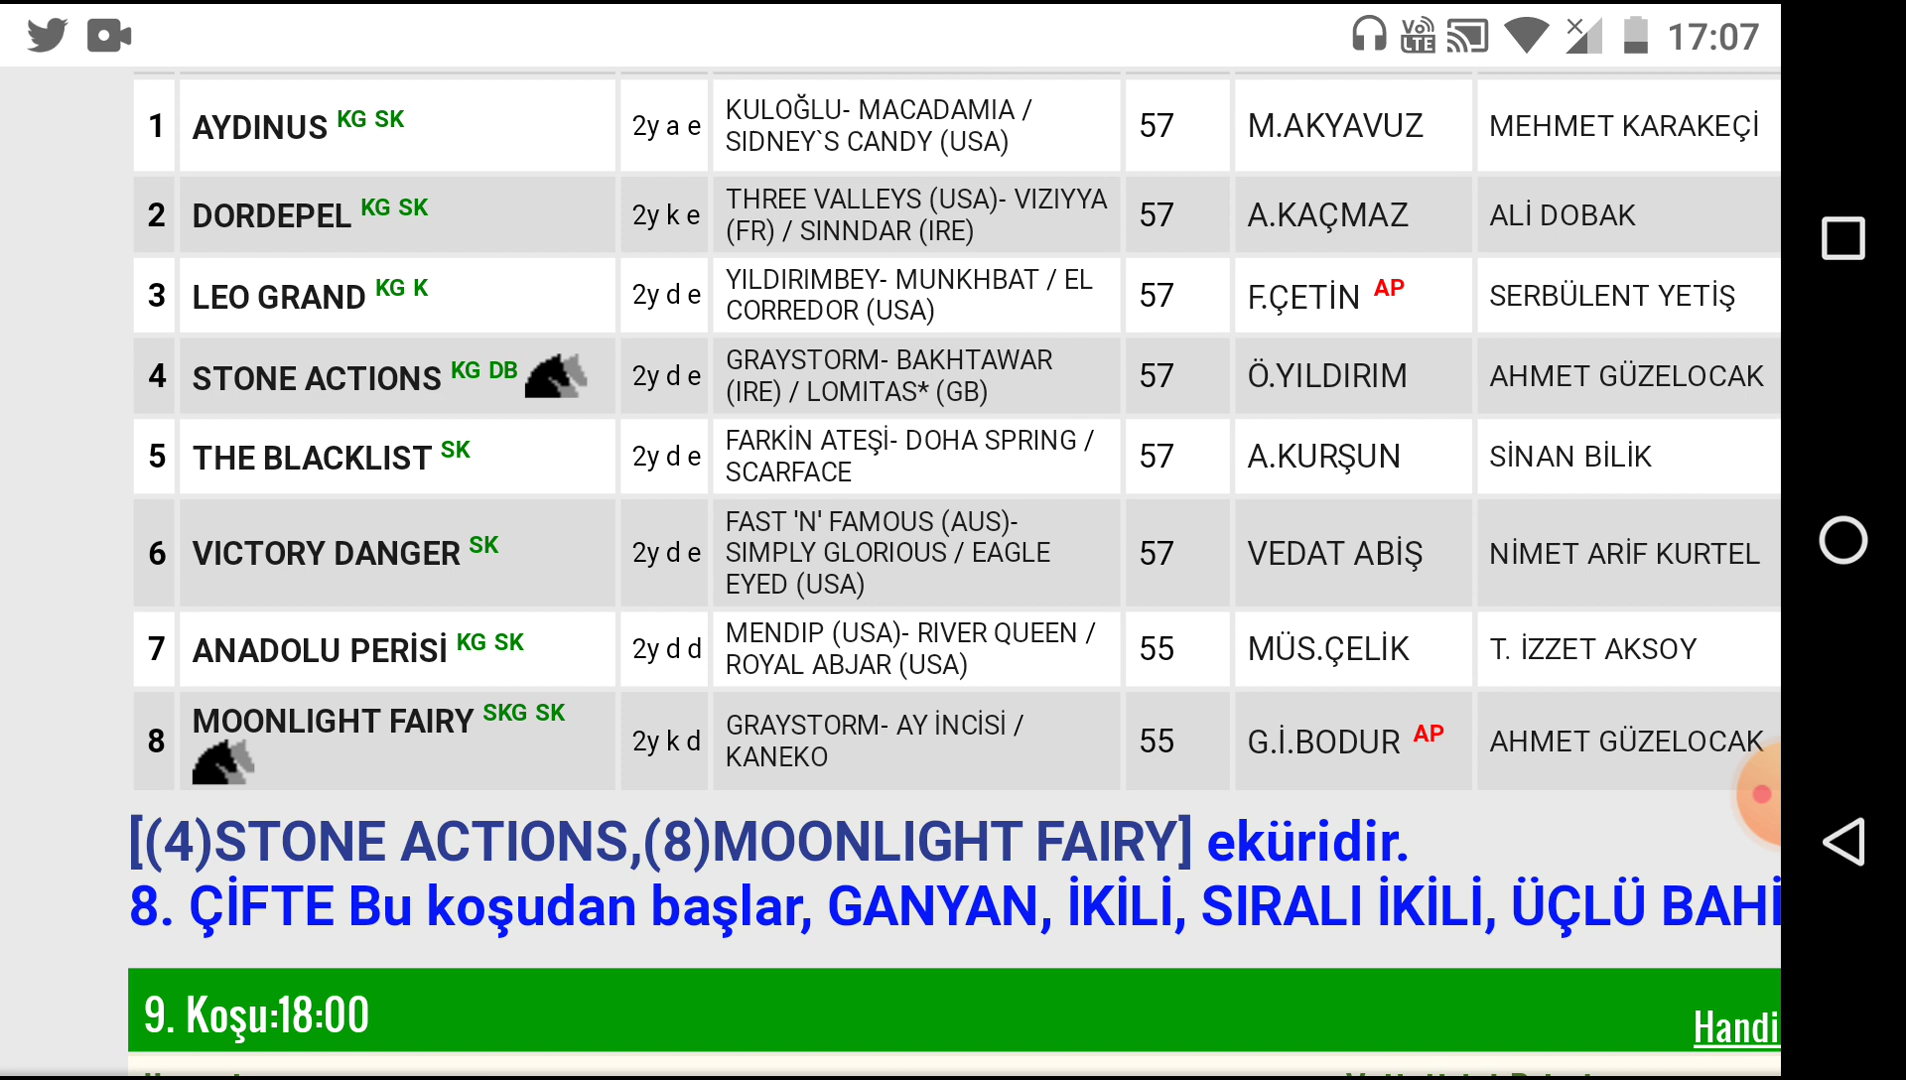 17:07
1 AYDINUS KG SK 2y a e KULOĞLU- MACADAMIA / 57 M.AKYAVUZ MEHMET KARAKEÇİ
SIDNEY`S CANDY (USA)
2 DORDEPEL KG SK 2y k e THREE VALLEYS (USA)- VIZIYYA 57 A.KAÇMAZ ALİ DOBAK
(FR) / SINNDAR (IRE)
3 LEO GRAND KG K 2y d e YILDIRIMBEY- MUNKHBAT / EL 57 F.ÇETİN AP SERBÜLENT YETİŞ
CORREDOR (USA)
4 STONE ACTIONS KG DB 2y d e GRAYSTORM- BAKHTAWAR 57 Ö.YILDIRIM AHMET GÜZELOCAK
(IRE) / LOMITAS* (GB)
5 THE BLACKLIST SK 2y d e FARKİN ATEŞİ- DOHA SPRING / 57 A.KURŞUN SİNAN BİLİK
SCARFACE
6 VICTORY DANGER SK 2y d e FAST 'N' FAMOUS (AUS)- 57 VEDAT ABİŞ NİMET ARİF KURTEL
SIMPLY GLORIOUS / EAGLE
EYED (USA)
7 ANADOLU PERİSİ KG SK 2y d d MENDIP (USA)- RIVER QUEEN / 55 MÜS.ÇELİK T. İZZET AKSOY
ROYAL ABJAR (USA)
8 MOONLIGHT FAIRY SKG SK 2y k d GRAYSTORM- AY İNCİSİ / 55 G.İ.BODUR AP AHMET GÜZELOCAK
KANEKO
[(4)STONE ACTIONS,(8)MOONLIGHT FAIRY] eküridir.
8. ÇİFTE Bu koşudan başlar, GANYAN, İKİLİ, SIRALI İKİLİ, ÜÇLÜ BAHİ
9. Koşu:18:00 Handi